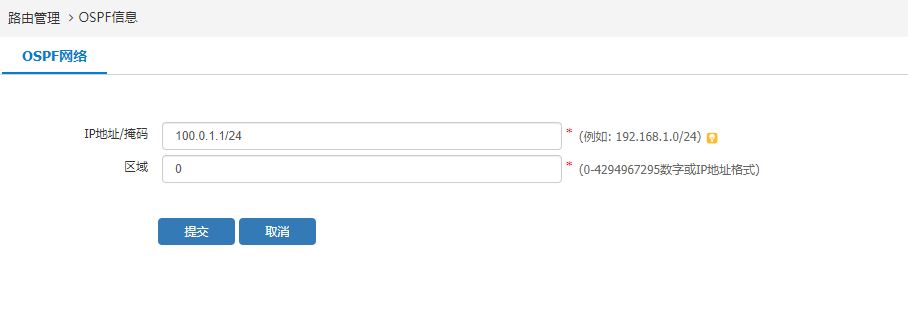 路由管理 > OSPF信息
OSPF网络
IP地址/掩码 100.0.1.1/24 * (例如: 192.168.1.0/24)
区域 0 * (0-4294967295数字或IP地址格式)
提交 取消